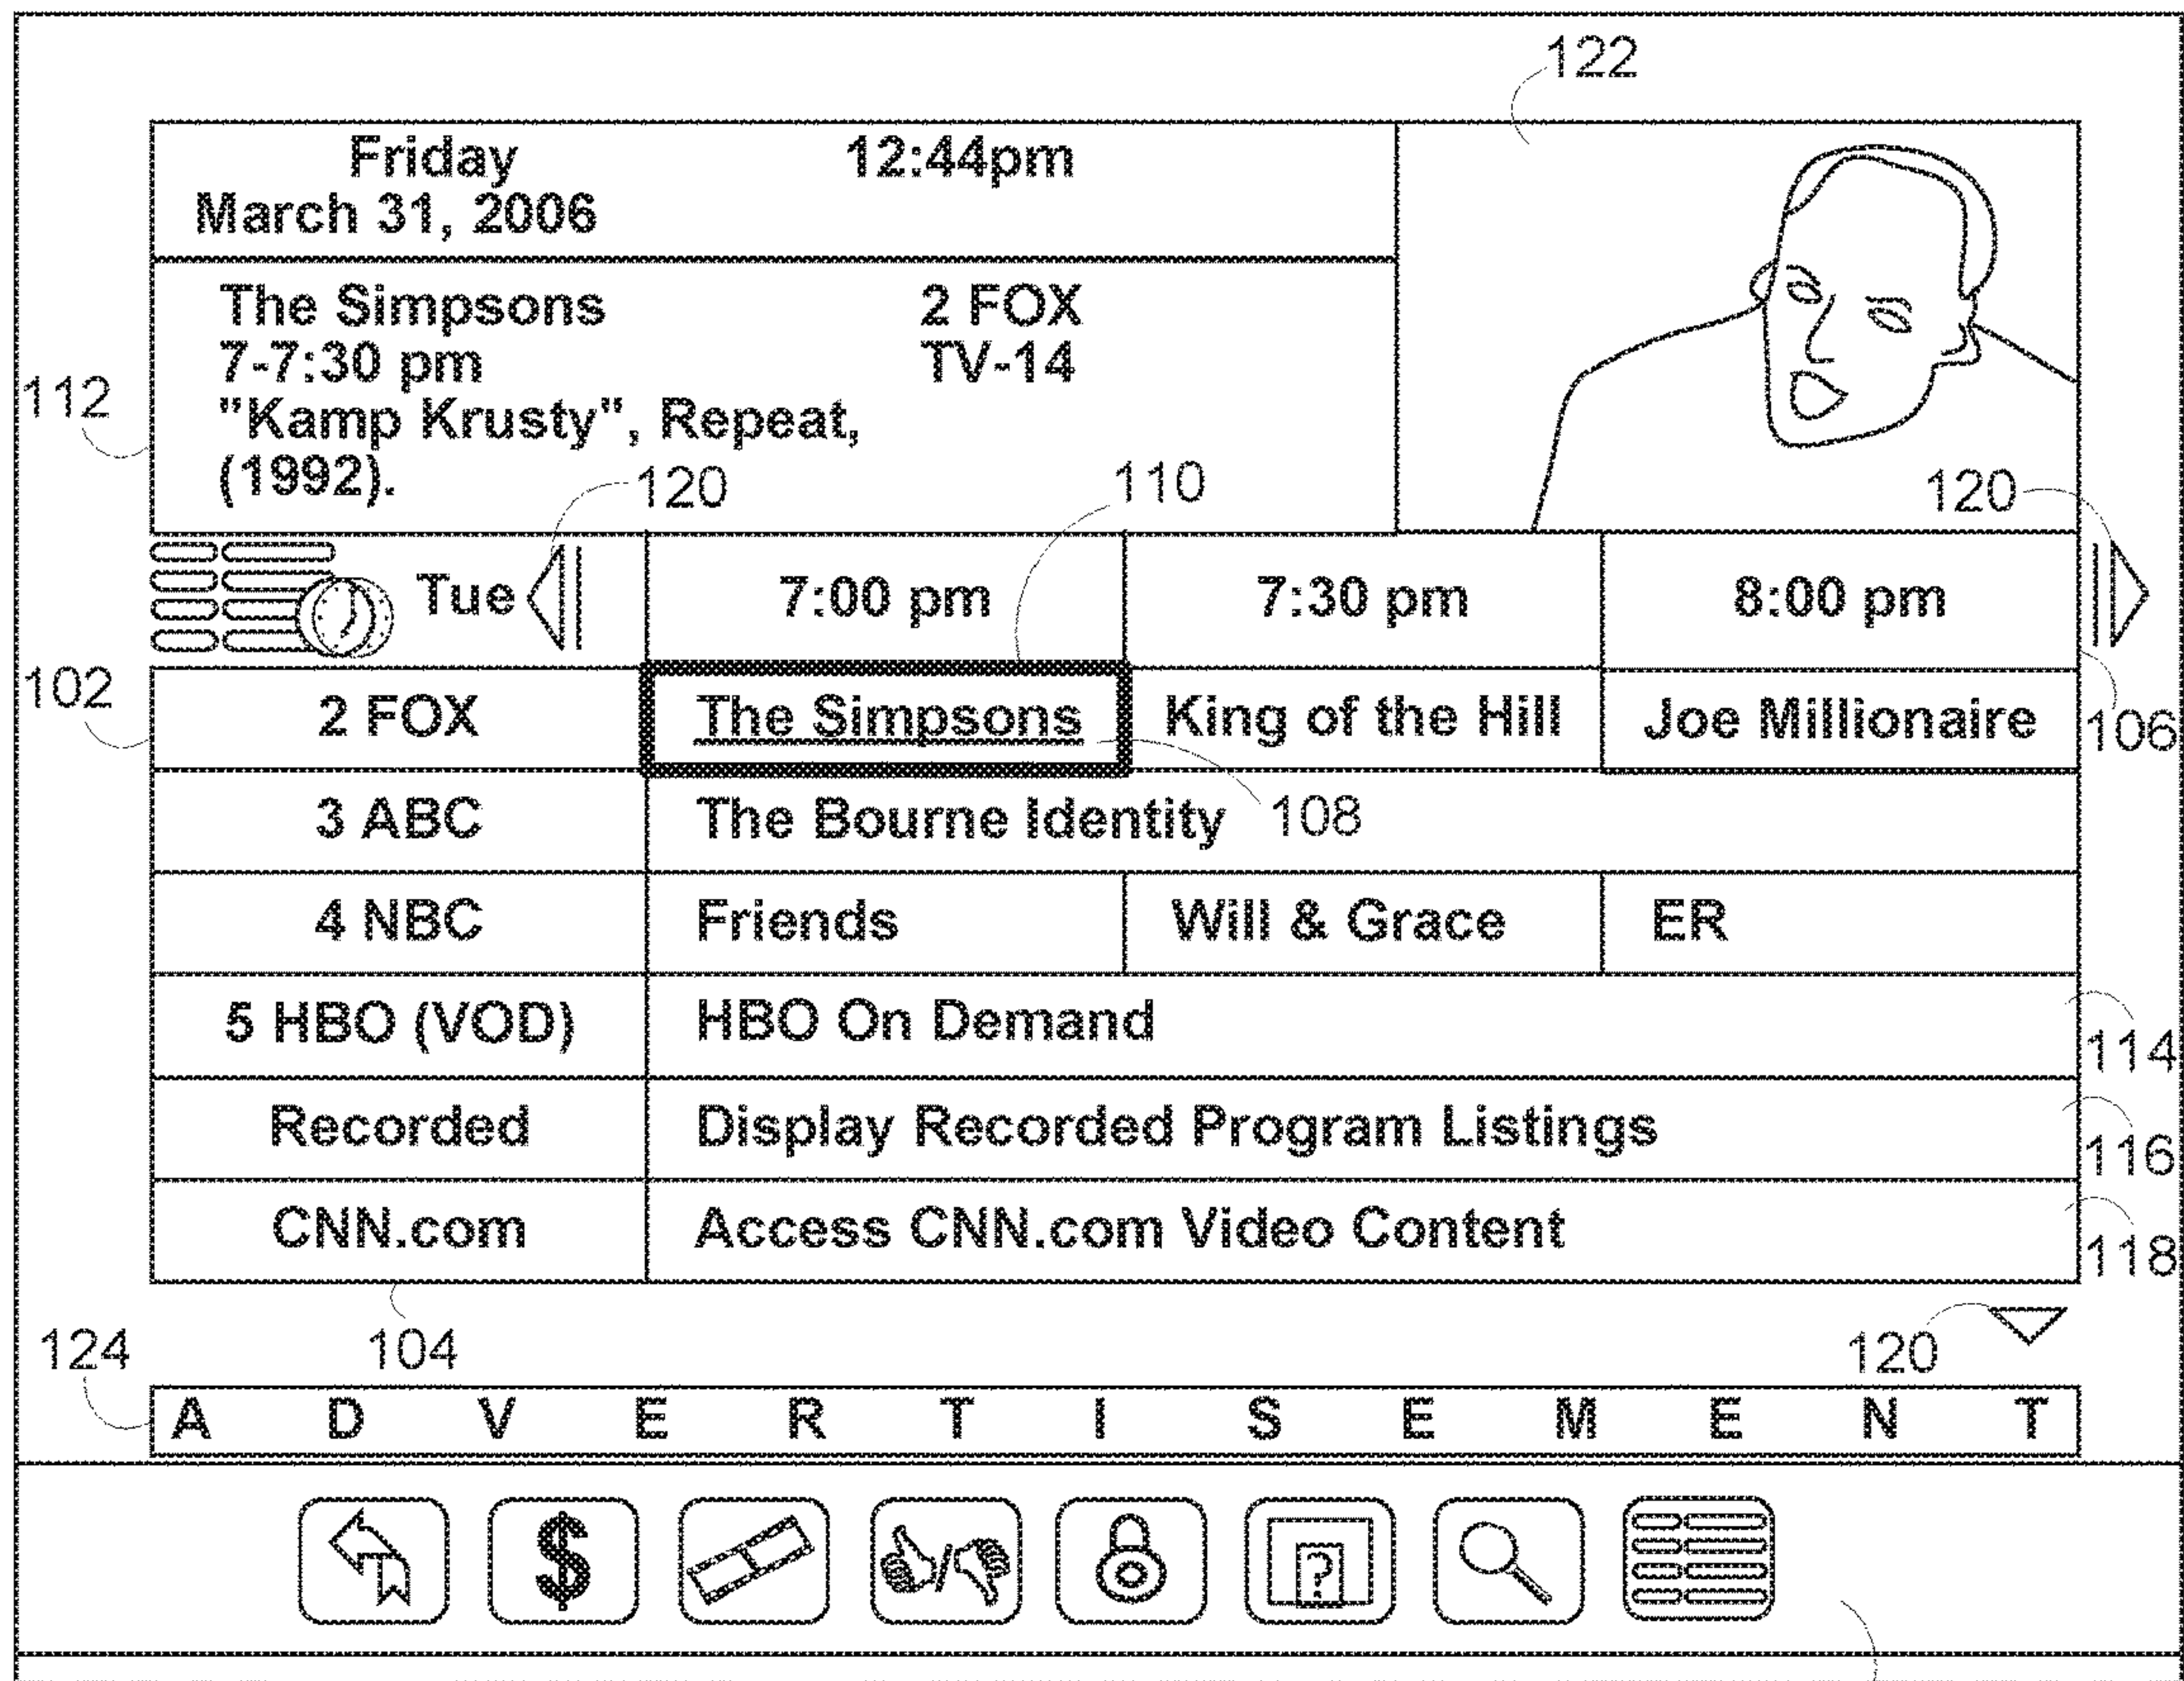 122
Friday 12:44pm
March 31, 2006
The Simpsons 2 FOX
7-7:30 pm TV-14
112
"Kamp Krusty", Repeat,
(1992).
120 110 120
Tue 7:00 pm 7:30 pm 8:00 pm
102
2 FOX The Simpsons King of the Hill Joe Millionaire
106
3 ABC The Bourne Identity 108
4 NBC Friends Will & Grace ER
5 HBO (VOD) HBO On Demand
114
Recorded Display Recorded Program Listings
116
CNN.com Access CNN.com Video Content
118
124 104 120
A D V E R T I S E M E N T
$ ?